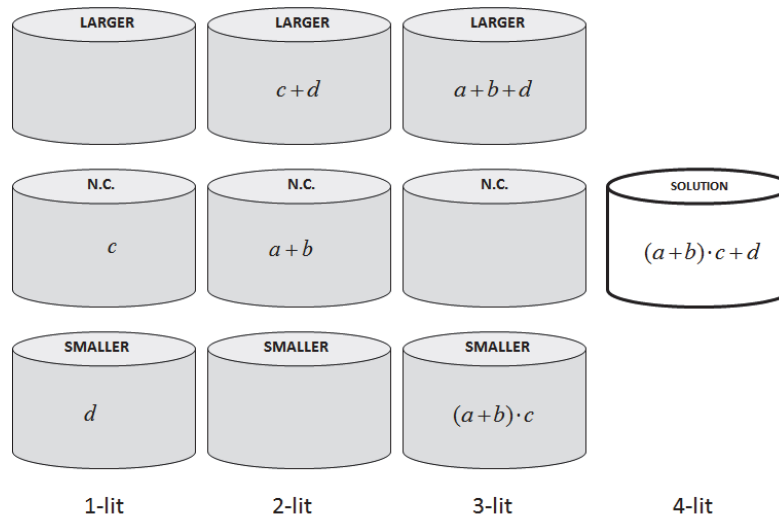 LARGER LARGER LARGER
c + d a + b + d
N.C. N.C. N.C. SOLUTION
c a + b (a + b) · c + d
SMALLER SMALLER SMALLER
d (a + b) · c
1-lit 2-lit 3-lit 4-lit